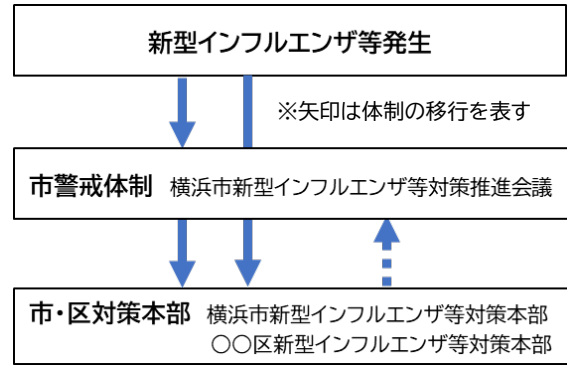 新型インフルエンザ等発生
※矢印は体制の移行を表す
市警戒体制 横浜市新型インフルエンザ等対策推進会議
市・区対策本部 横浜市新型インフルエンザ等対策本部
〇〇区新型インフルエンザ等対策本部